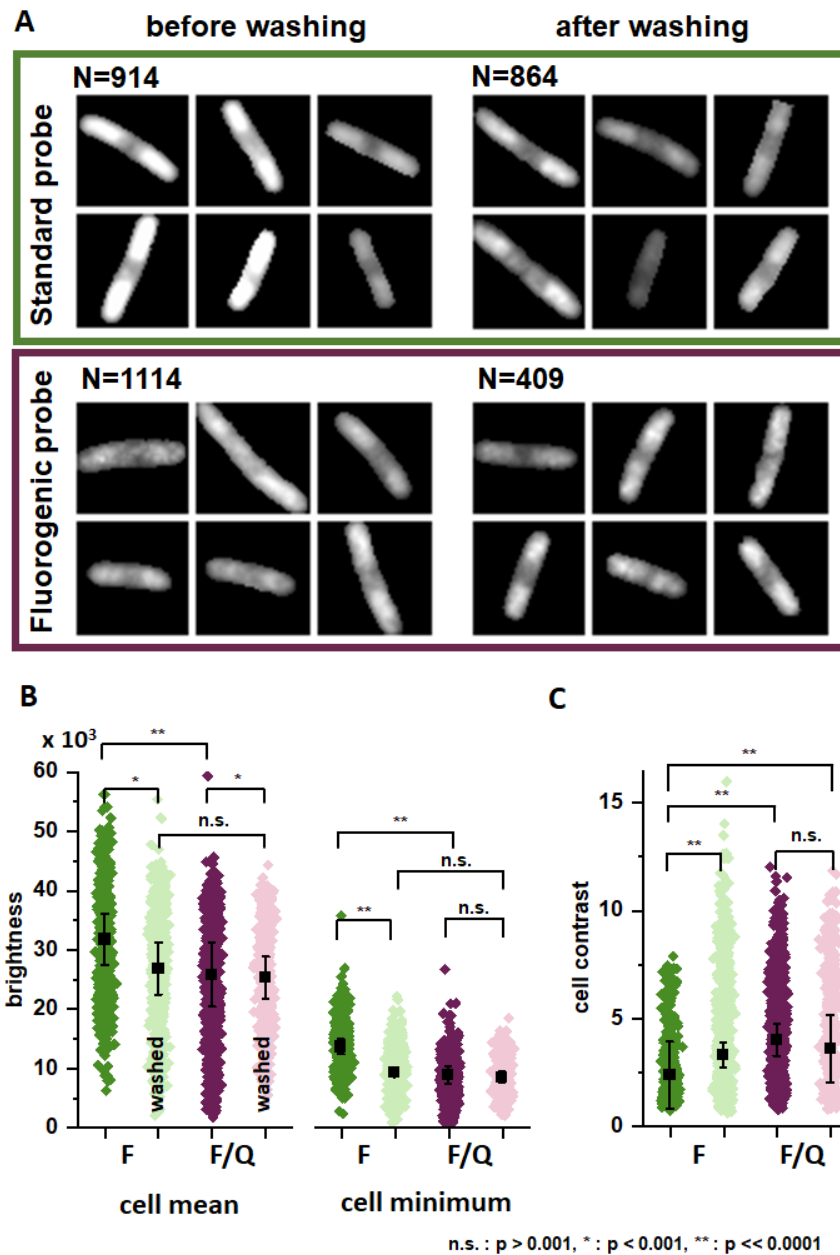 A
before washing after washing
Standard probe
N=914 N=864
Fluorogenic probe
N=1114 N=409
B
x 10³
brightness
60
50
40
30
20
10
0
** * * n.s.
washed washed
F F/Q
cell mean
** n.s. ** n.s.
F F/Q
cell minimum
C
cell contrast
15
10
5
0
** ** ** n.s.
F F/Q
n.s. : p > 0.001, * : p < 0.001, ** : p << 0.0001